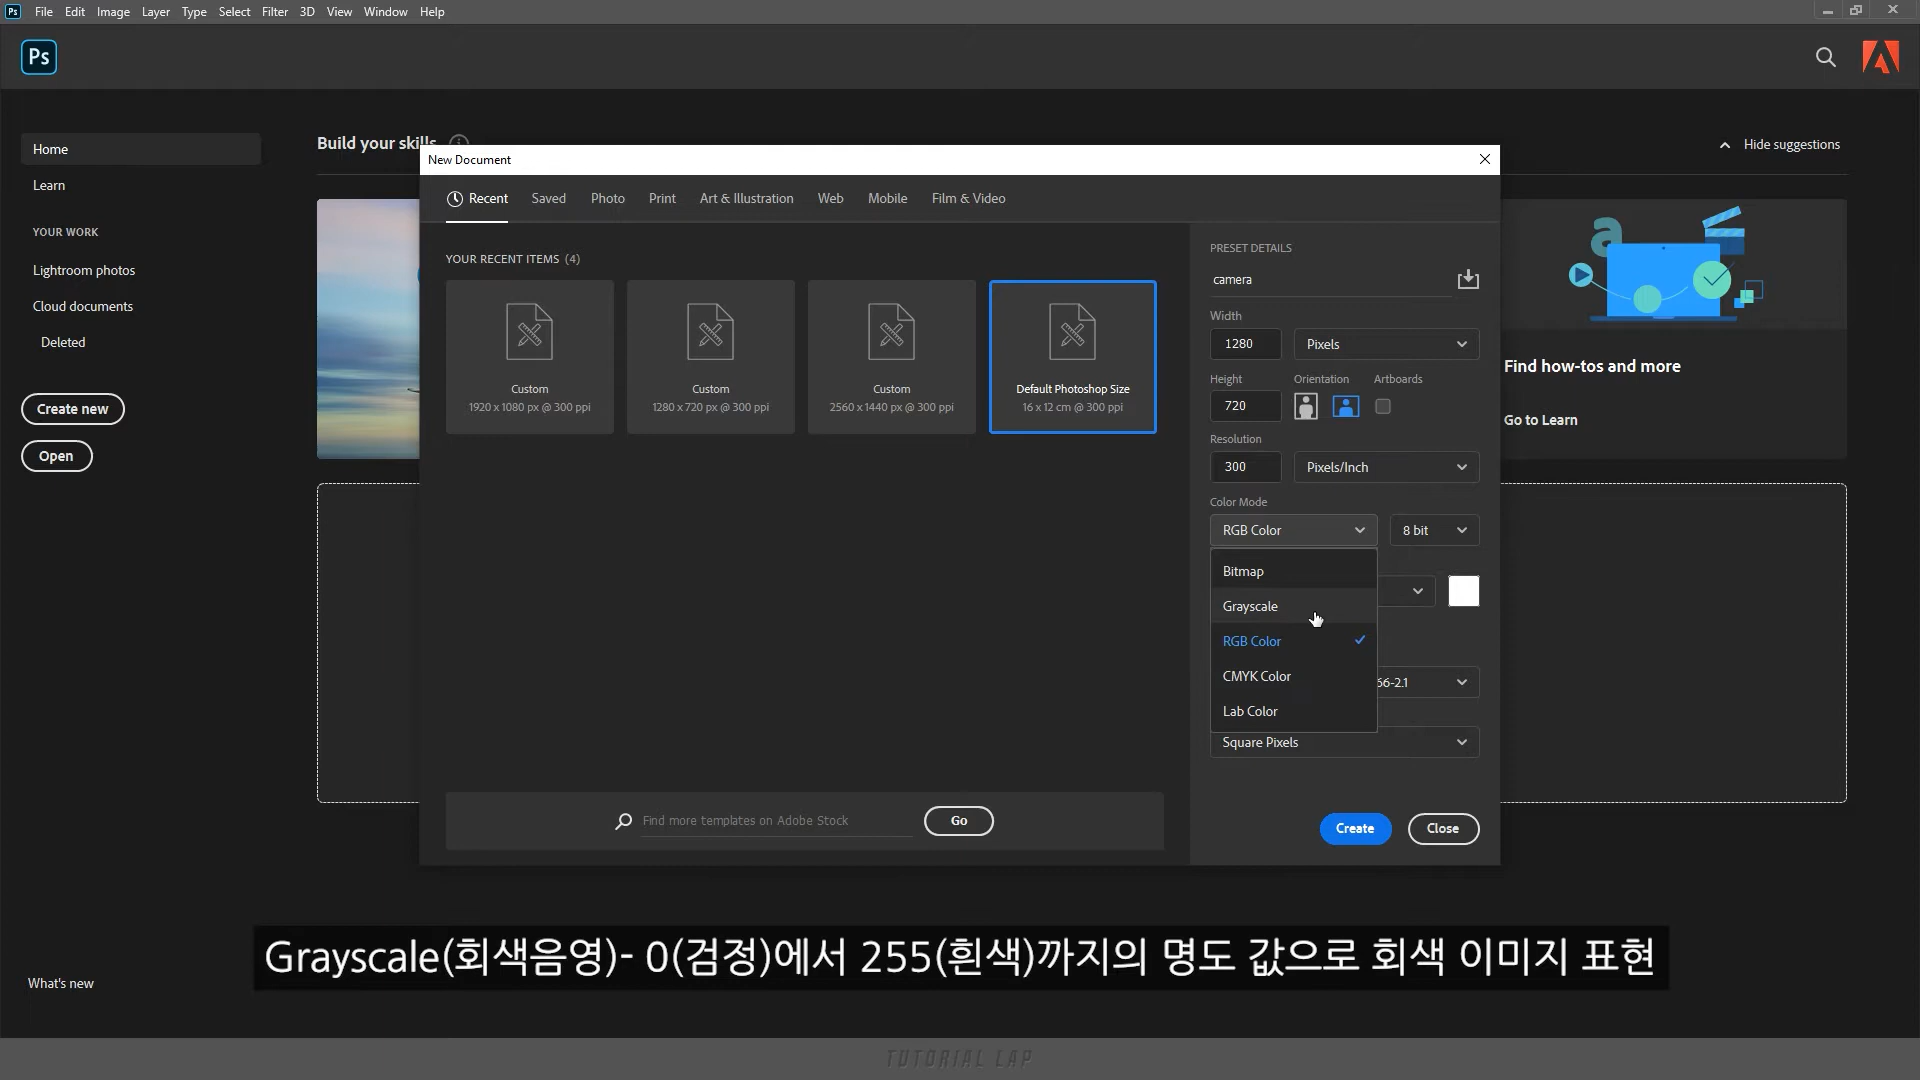 Ps File Edit Image Layer Type Select Filter 3D View Window Help
Ps
Home
Learn
YOUR WORK
Lightroom photos
Cloud documents
Deleted
Create new
Open
What's new
Build your skills
Hide suggestions
New Document
Recent Saved Photo Print Art & Illustration Web Mobile Film & Video
YOUR RECENT ITEMS (4)
Custom
1920 x 1080 px @ 300 ppi
Custom
1280 x 720 px @ 300 ppi
Custom
2560 x 1440 px @ 300 ppi
Default Photoshop Size
16 x 12 cm @ 300 ppi
Find more templates on Adobe Stock
Go
PRESET DETAILS
camera
Width
1280 Pixels
Height Orientation Artboards
720
Resolution
300 Pixels/Inch
Color Mode
RGB Color 8 bit
Bitmap
Grayscale
RGB Color
CMYK Color
66-2.1
Lab Color
Square Pixels
Create Close
a
Find how-tos and more
Go to Learn
Grayscale(회색음영)- 0(검정)에서 255(흰색)까지의 명도 값으로 회색 이미지 표현
TUTORIAL LAP